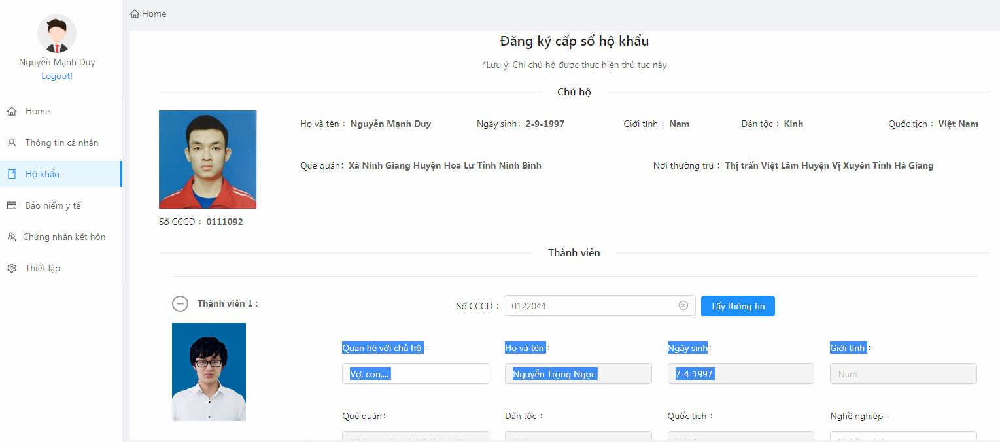 Home
Nguyễn Mạnh Duy
Logout!
Home
Thông tin cá nhân
Hộ khẩu
Bảo hiểm y tế
Chứng nhận kết hôn
Thiết lập
Đăng ký cấp sổ hộ khẩu
*Lưu ý: Chỉ chủ hộ được thực hiện thủ tục này
Chủ hộ
Họ và tên : Nguyễn Mạnh Duy Ngày sinh: 2-9-1997 Giới tính : Nam Dân tộc : Kinh Quốc tịch : Việt Nam
Quê quán: Xã Ninh Giang Huyện Hoa Lư Tỉnh Ninh Bình Nơi thường trú : Thị trấn Việt Lâm Huyện Vị Xuyên Tỉnh Hà Giang
Số CCCD : 0111092
Thành viên
Thành viên 1 : Số CCCD : 0122044 Lấy thông tin
Quan hệ với chủ hộ : Họ và tên : Ngày sinh: Giới tính :
Vợ, con,... Nguyễn Trọng Ngọc 7-4-1997 Nam
Quê quán: Dân tộc : Quốc tịch : Nghề nghiệp :